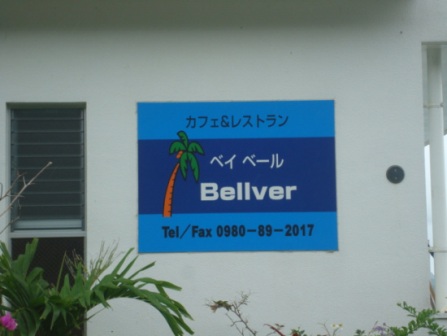 カフェ&レストラン
ベイ ベール
Bellver
Tel/Fax 0980-89-2017